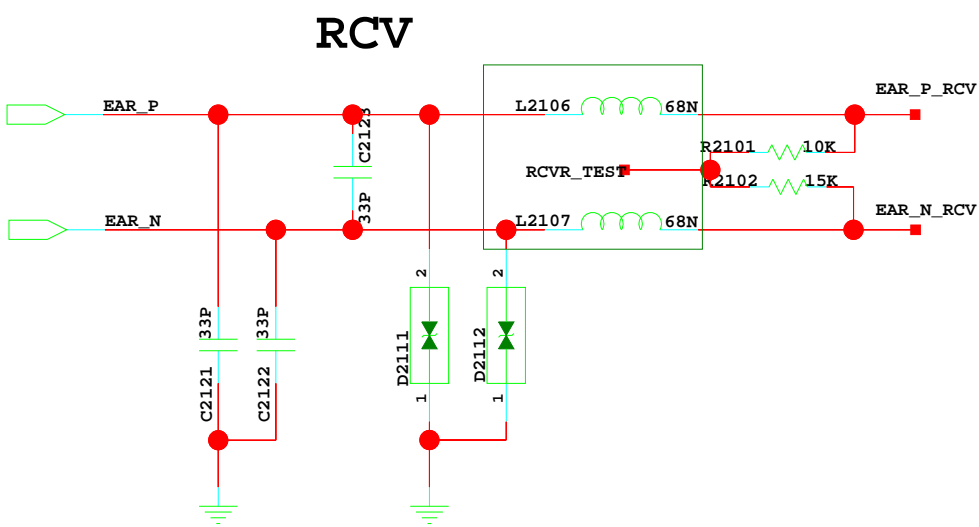 RCV
EAR_P
L2106
68N
EAR_P_RCV
C2123
33P
R2101
10K
RCVR_TEST
R2102
15K
EAR_N
L2107
68N
EAR_N_RCV
2
2
33P
33P
D2111
D2112
C2121
C2122
1
1